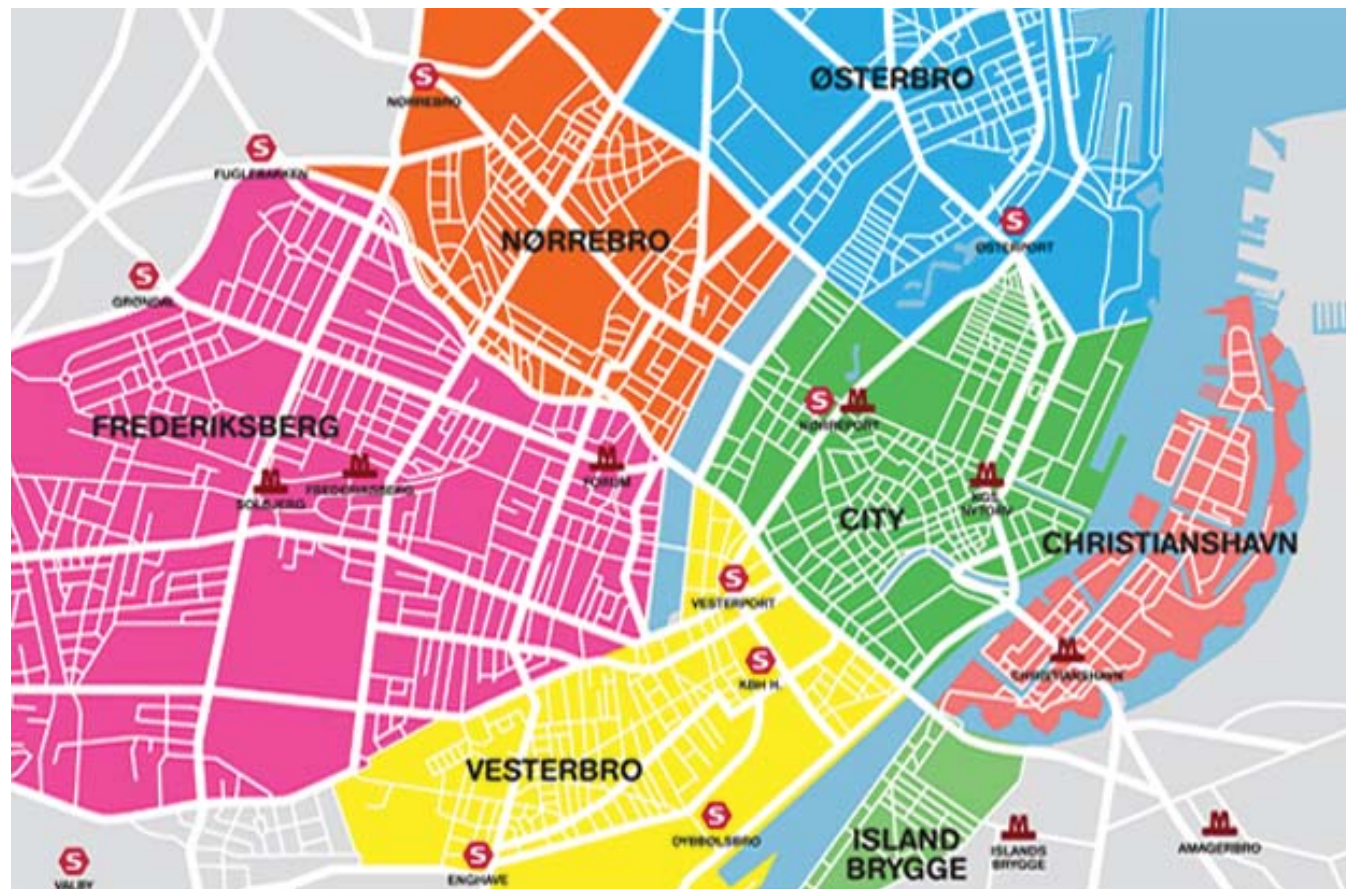 ØSTERBRO
S
NØRREBRO
S
FUGLEBAKKEN
S
ØSTERPORT
NØRREBRO
S
GRØNDAL
S M
NØRREPORT
FREDERIKSBERG
M
FORUM
M
SOLBJERG
M
FREDERIKSBERG
M
KGS.
NYTORV
CITY
CHRISTIANSHAVN
S
VESTERPORT
M
CHRISTIANSHAVN
S
KBH H.
VESTERBRO
S
DYBBØLSBRO
S
ENGHAVE
ISLAND
BRYGGE
M
ISLANDS
BRYGGE
M
AMAGERBRO
S
VALBY